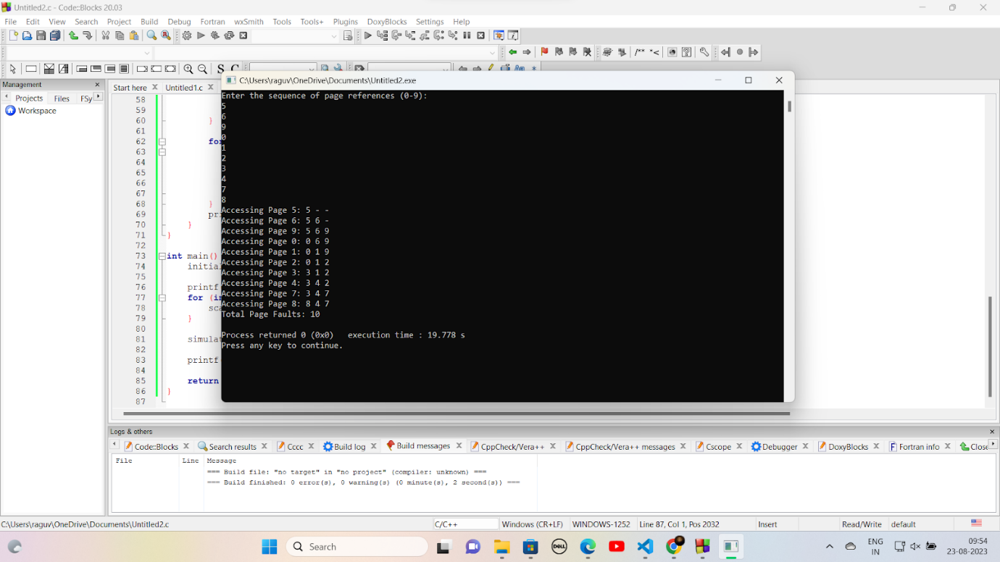 Untitled2.c - Code::Blocks 20.03
File Edit View Search Project Build Debug Fortran wxSmith Tools Tools+ Plugins DoxyBlocks Settings Help
/** *<
S C
Management
Projects Files FSy
Workspace
Start here Untitled1.c
58
59
60 }
61
62 for
63
64
65
66
67
68 }
69 pri
70 }
71 }
72
73 int main()
74 initial
75
76 printf
77 for (in
78 sca
79 }
80
81 simulat
82
83 printf
84
85 return
86 }
87
C:\Users\raguv\OneDrive\Documents\Untitled2.exe
Enter the sequence of page references (0-9):
5
6
9
0
1
2
3
4
7
8
Accessing Page 5: 5 - -
Accessing Page 6: 5 6 -
Accessing Page 9: 5 6 9
Accessing Page 0: 0 6 9
Accessing Page 1: 0 1 9
Accessing Page 2: 0 1 2
Accessing Page 3: 3 1 2
Accessing Page 4: 3 4 2
Accessing Page 7: 3 4 7
Accessing Page 8: 8 4 7
Total Page Faults: 10
Process returned 0 (0x0) execution time : 19.778 s
Press any key to continue.
Logs & others
Code::Blocks Search results Cccc Build log Build messages CppCheck/Vera++ CppCheck/Vera++ messages Cscope Debugger DoxyBlocks Fortran info Close
File Line Message
=== Build file: "no target" in "no project" (compiler: unknown) ===
=== Build finished: 0 error(s), 0 warning(s) (0 minute(s), 2 second(s)) ===
C:\Users\raguv\OneDrive\Documents\Untitled2.c C/C++ Windows (CR+LF) WINDOWS-1252 Line 87, Col 1, Pos 2032 Insert Read/Write default
Search
DELL
ENG
IN
09:54
23-08-2023